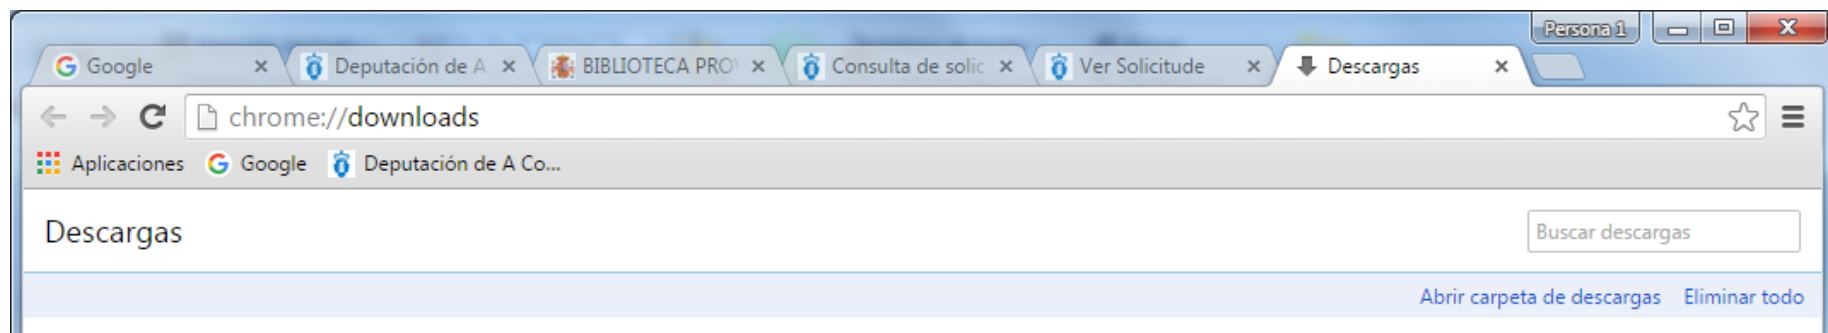 Persona 1
Google
Deputación de A
BIBLIOTECA PRO
Consulta de solic
Ver Solicitude
Descargas
chrome://downloads
Aplicaciones Google Deputación de A Co...
Descargas
Buscar descargas
Abrir carpeta de descargas Eliminar todo